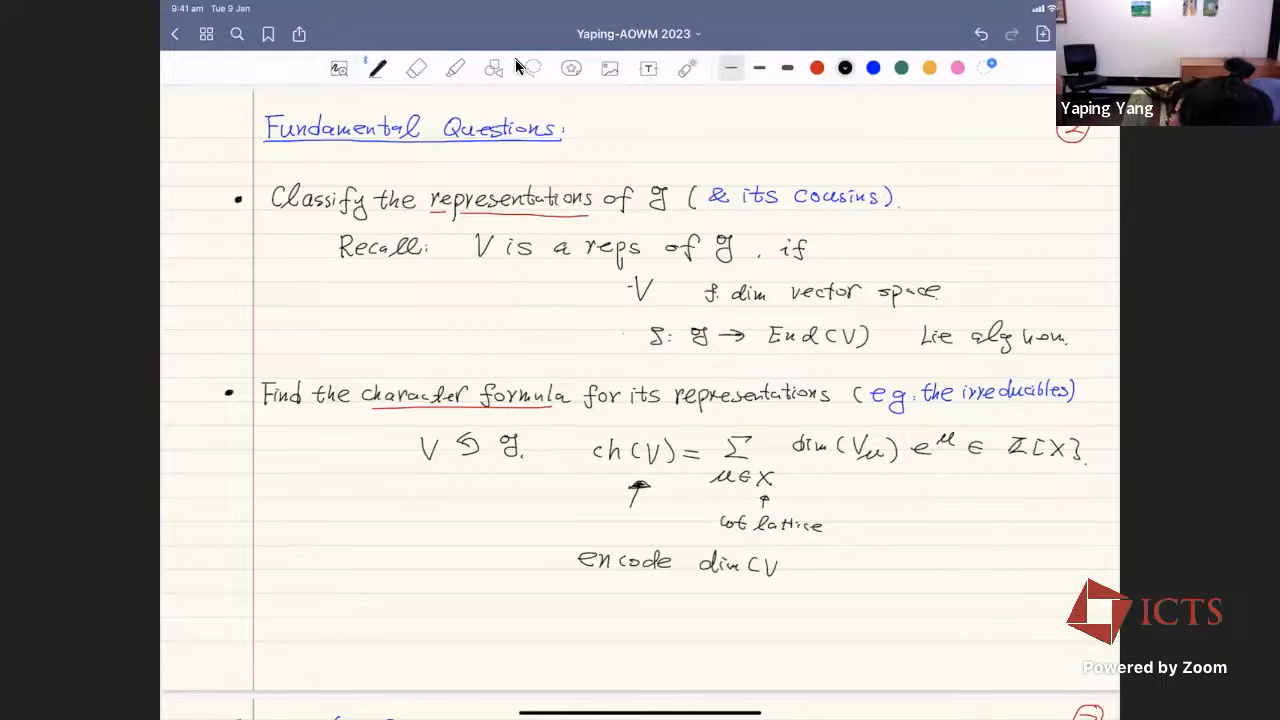 9:41 am Tue 9 Jan
Yaping-AOWM 2023
Yaping Yang
Fundamental Questions:
2
• Classify the representations of 𝔤 (& its cousins).
Recall: V is a reps of 𝔤, if
·V f. dim vector space
ρ: 𝔤 → End(V) Lie alg hom.
• Find the character formula for its representations (eg. the irreducibles)
V ↺ 𝔤. ch(V) = Σ dim(V_μ) e^μ ∈ ℤ[X].
μ∈X
↑ ↑
wt lattice
encode dim(V
ICTS
Powered by Zoom